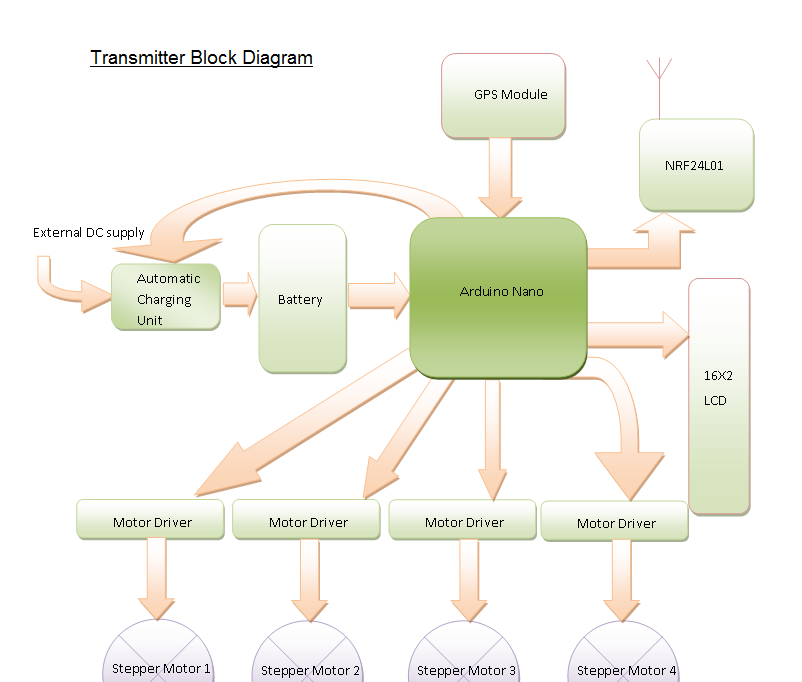 Transmitter Block Diagram
GPS Module
NRF24L01
External DC supply
Automatic
Charging
Unit
Battery
Arduino Nano
16X2
LCD
Motor Driver
Motor Driver
Motor Driver
Motor Driver
Stepper Motor 1
Stepper Motor 2
Stepper Motor 3
Stepper Motor 4